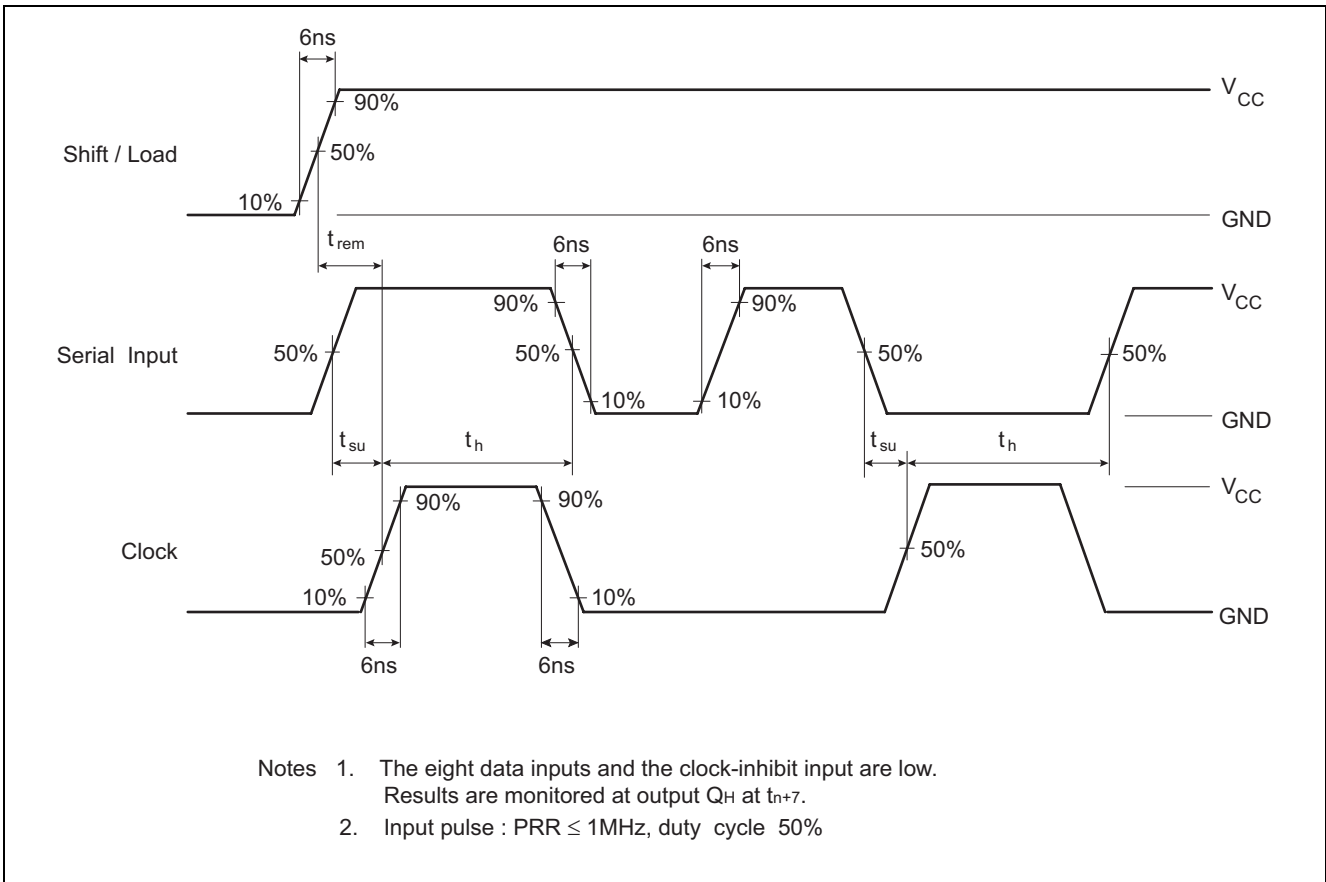 6ns
VCC
90%
Shift / Load
50%
10%
GND
trem
6ns
6ns
90%
90%
VCC
Serial Input
50%
50%
50%
50%
10%
10%
GND
tsu
th
tsu
th
VCC
90%
90%
Clock
50%
50%
10%
10%
GND
6ns
6ns
Notes 1. The eight data inputs and the clock-inhibit input are low.
Results are monitored at output QH at tn+7.
2. Input pulse : PRR ≤ 1MHz, duty cycle 50%